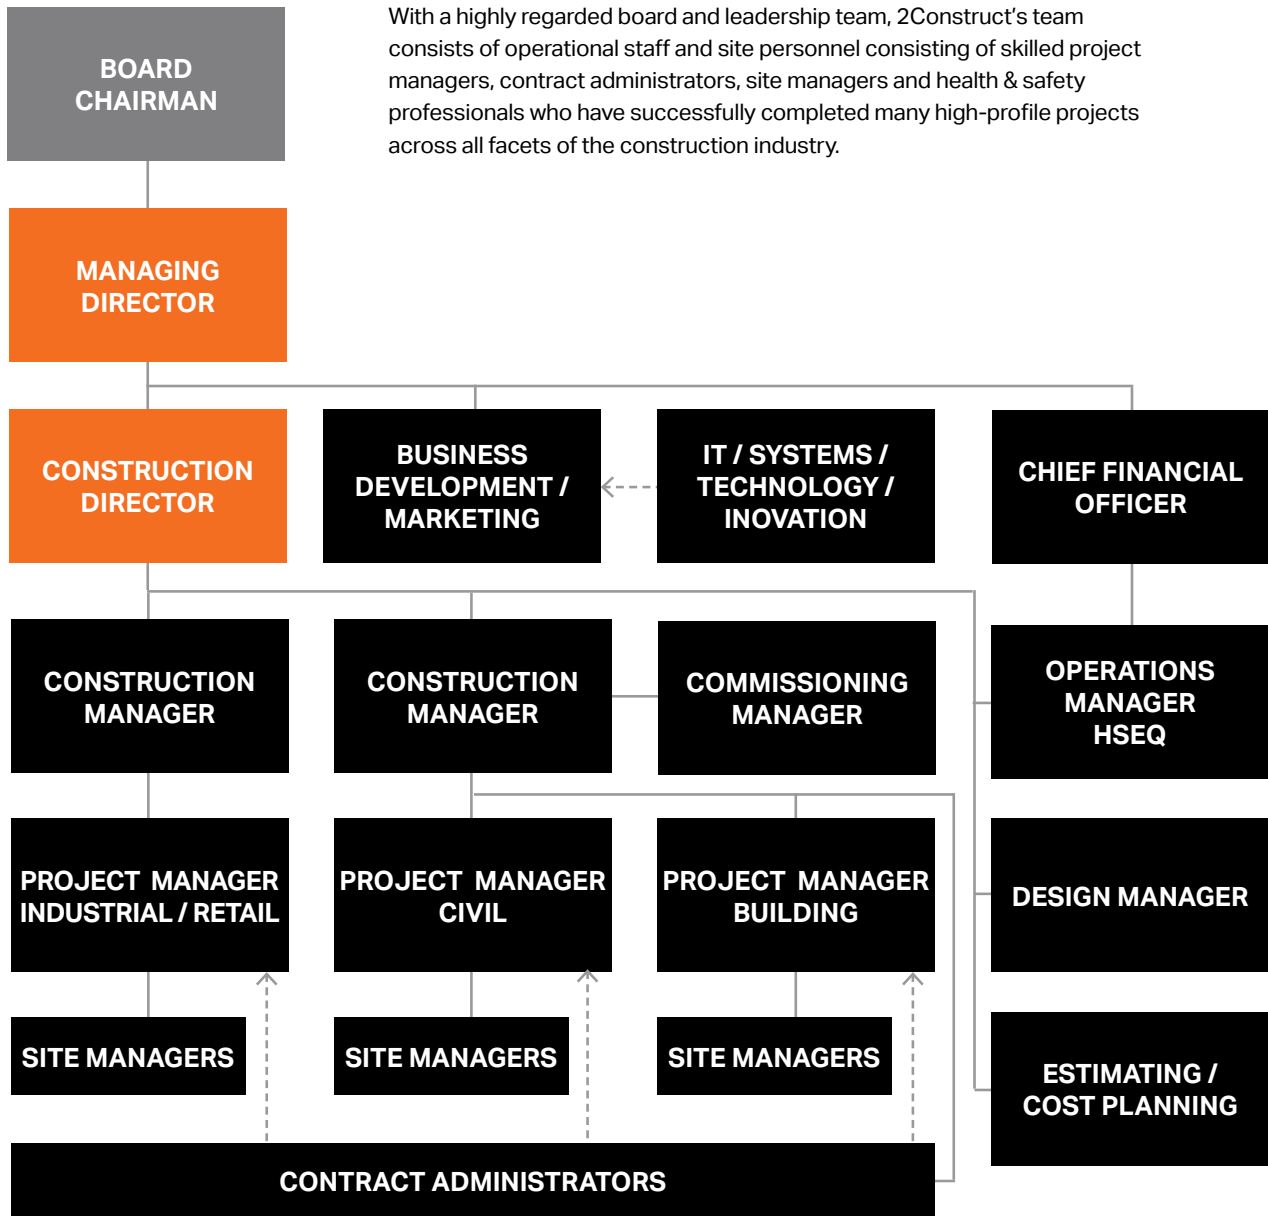 With a highly regarded board and leadership team, 2Construct's team
consists of operational staff and site personnel consisting of skilled project
managers, contract administrators, site managers and health & safety
professionals who have successfully completed many high-profile projects
across all facets of the construction industry.
BOARD
CHAIRMAN
MANAGING
DIRECTOR
CONSTRUCTION
DIRECTOR
BUSINESS
DEVELOPMENT /
MARKETING
IT / SYSTEMS /
TECHNOLOGY /
INOVATION
CHIEF FINANCIAL
OFFICER
CONSTRUCTION
MANAGER
CONSTRUCTION
MANAGER
COMMISSIONING
MANAGER
OPERATIONS
MANAGER
HSEQ
PROJECT MANAGER
INDUSTRIAL / RETAIL
PROJECT MANAGER
CIVIL
PROJECT MANAGER
BUILDING
DESIGN MANAGER
SITE MANAGERS
SITE MANAGERS
SITE MANAGERS
ESTIMATING /
COST PLANNING
CONTRACT ADMINISTRATORS